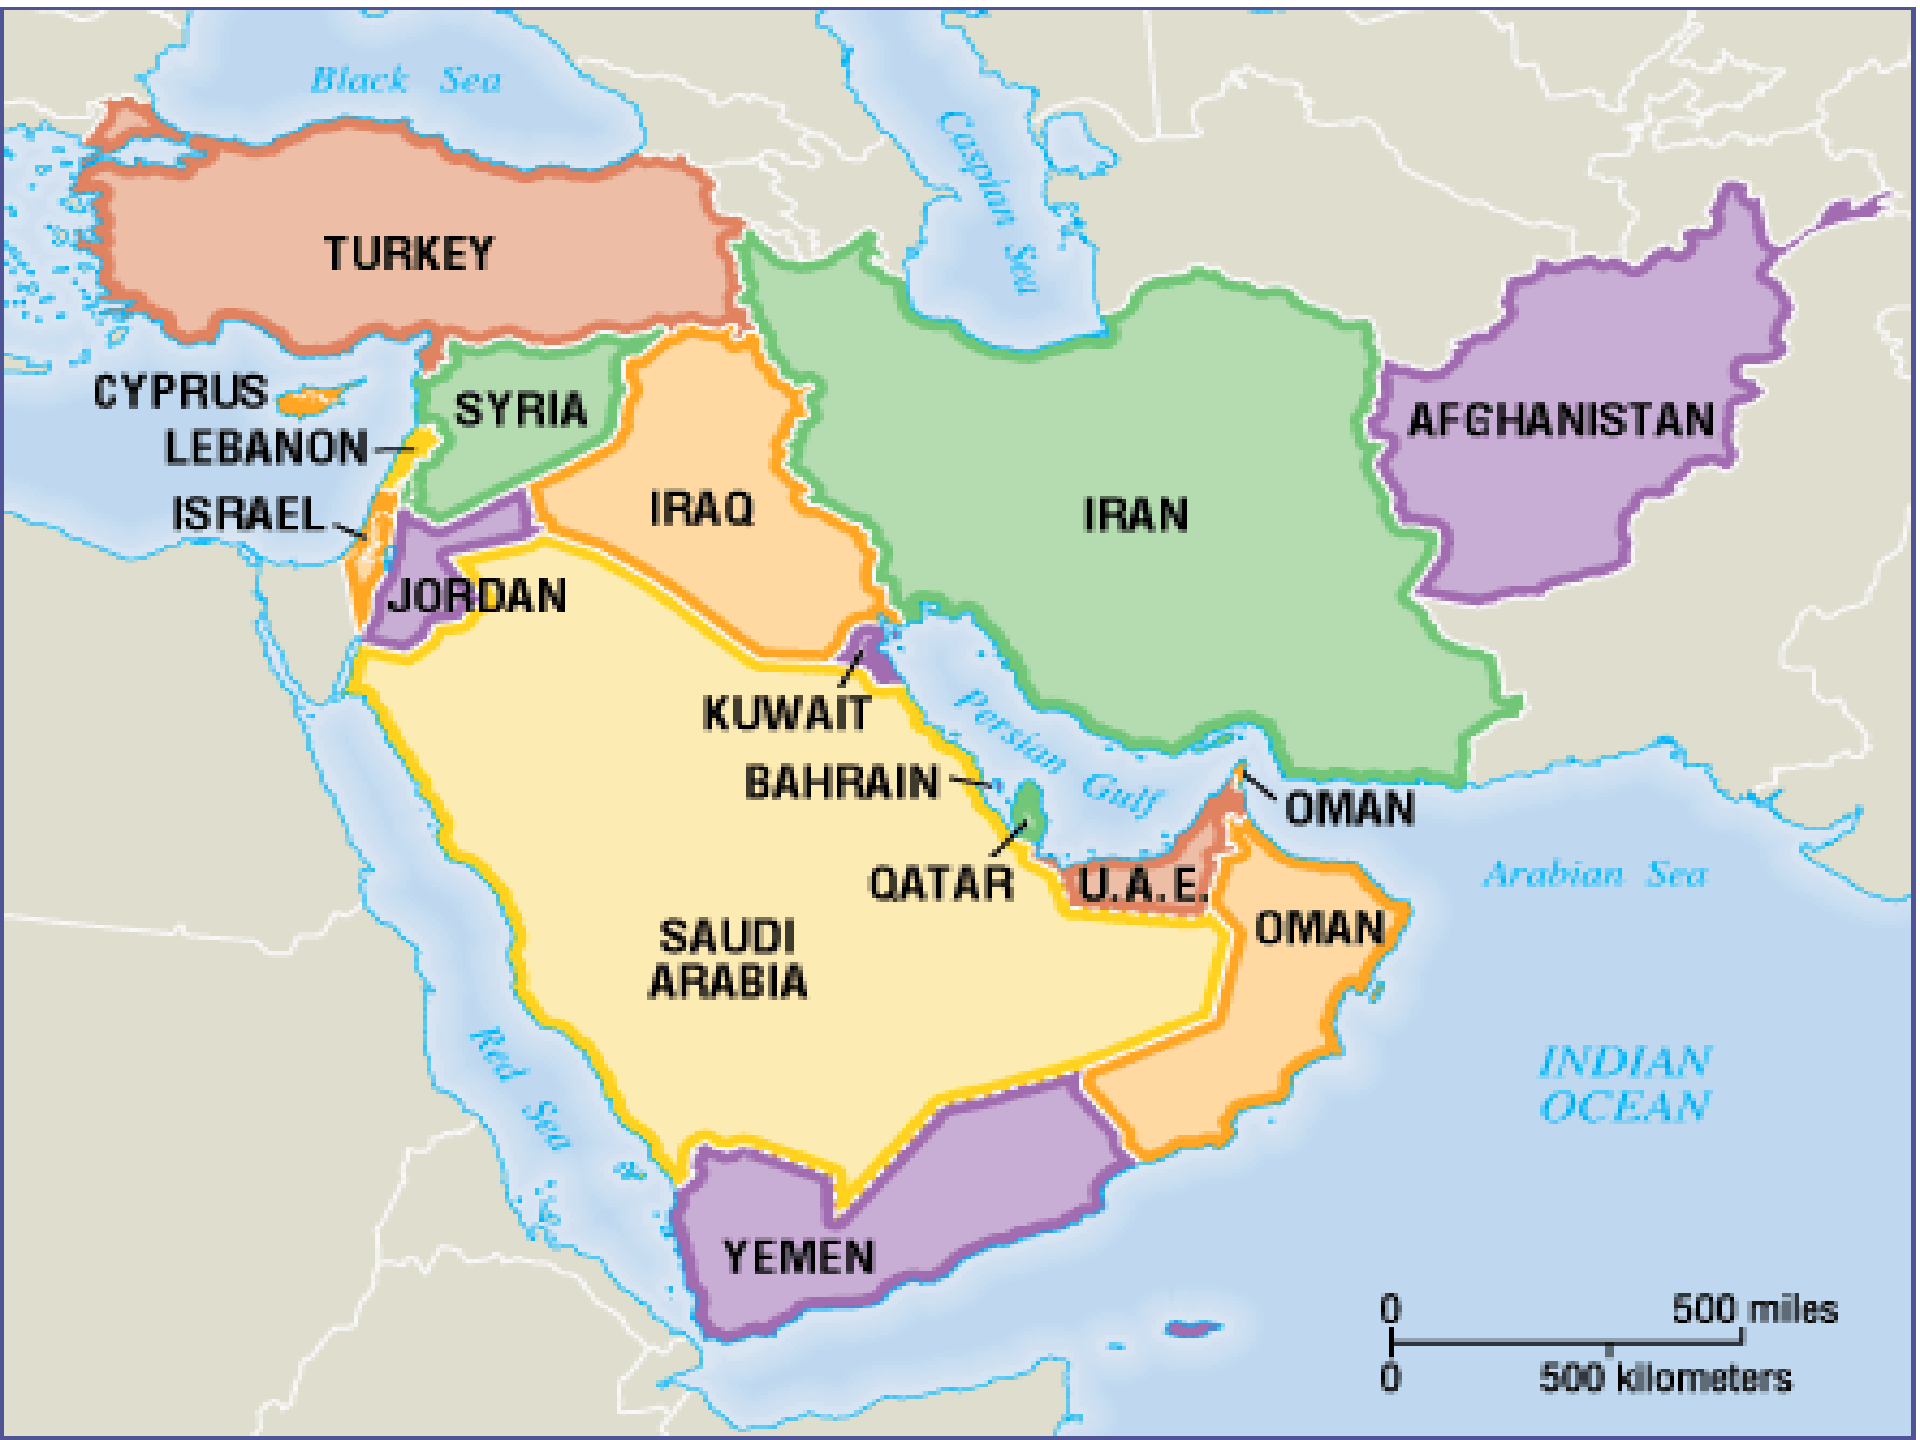 Black Sea
Caspian Sea
TURKEY
CYPRUS
SYRIA
AFGHANISTAN
LEBANON
ISRAEL
IRAQ
IRAN
JORDAN
KUWAIT
Persian Gulf
BAHRAIN
OMAN
QATAR
U.A.E.
Arabian Sea
SAUDI
ARABIA
OMAN
Red Sea
INDIAN
OCEAN
YEMEN
0 500 miles
0 500 kilometers